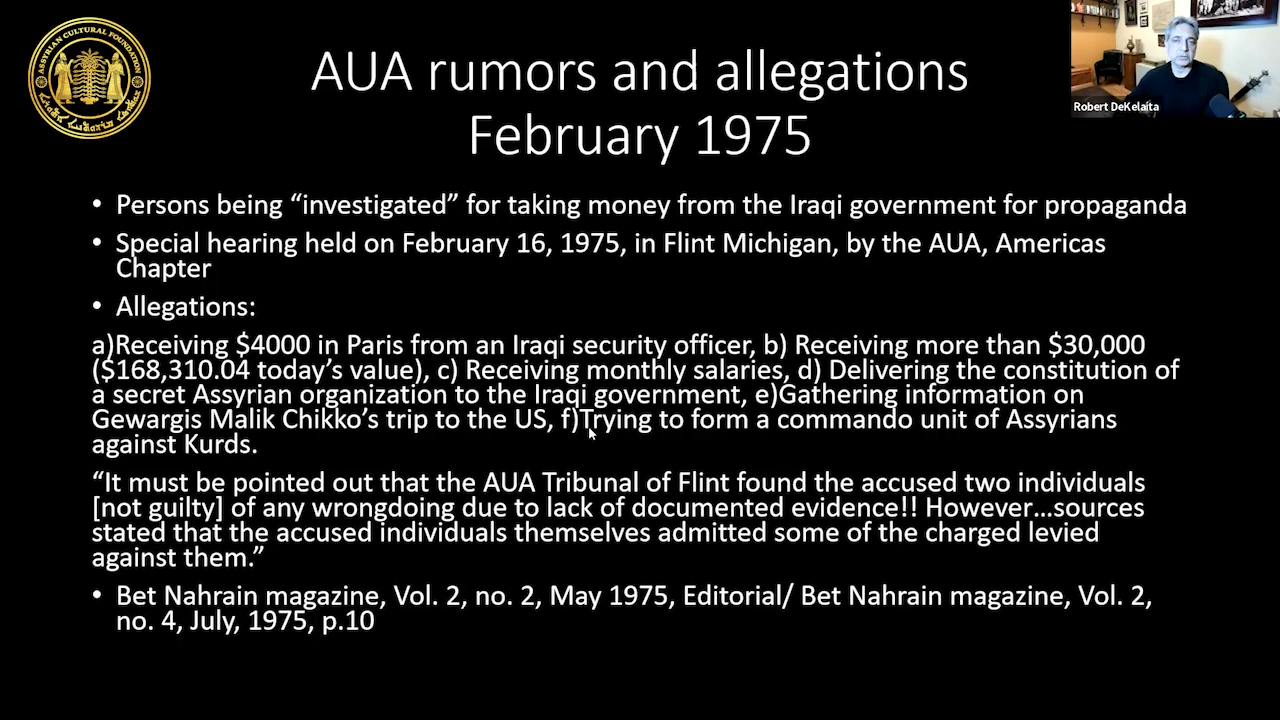 ASSYRIAN CULTURAL FOUNDATION
AUA rumors and allegations
February 1975
Robert DeKelaita
• Persons being “investigated” for taking money from the Iraqi government for propaganda
• Special hearing held on February 16, 1975, in Flint Michigan, by the AUA, Americas
Chapter
• Allegations:
a)Receiving $4000 in Paris from an Iraqi security officer, b) Receiving more than $30,000
($168,310.04 today’s value), c) Receiving monthly salaries, d) Delivering the constitution of
a secret Assyrian organization to the Iraqi government, e)Gathering information on
Gewargis Malik Chikko’s trip to the US, f)Trying to form a commando unit of Assyrians
against Kurds.
“It must be pointed out that the AUA Tribunal of Flint found the accused two individuals
[not guilty] of any wrongdoing due to lack of documented evidence!! However…sources
stated that the accused individuals themselves admitted some of the charged levied
against them.”
• Bet Nahrain magazine, Vol. 2, no. 2, May 1975, Editorial/ Bet Nahrain magazine, Vol. 2,
no. 4, July, 1975, p.10